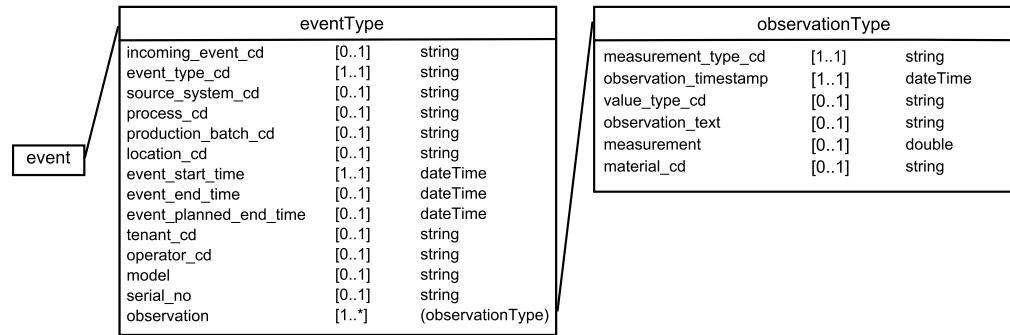 event
eventType
incoming_event_cd [0..1] string
event_type_cd [1..1] string
source_system_cd [0..1] string
process_cd [0..1] string
production_batch_cd [0..1] string
location_cd [0..1] string
event_start_time [1..1] dateTime
event_end_time [0..1] dateTime
event_planned_end_time [0..1] dateTime
tenant_cd [0..1] string
operator_cd [0..1] string
model [0..1] string
serial_no [0..1] string
observation [1..*] (observationType)
observationType
measurement_type_cd [1..1] string
observation_timestamp [1..1] dateTime
value_type_cd [0..1] string
observation_text [0..1] string
measurement [0..1] double
material_cd [0..1] string